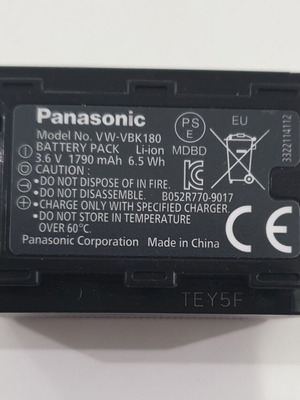 Panasonic
Model No. VW-VBK180
BATTERY PACK Li-ion
3.6 V 1790 mAh 6.5 Wh
CAUTION :
●DO NOT DISPOSE OF IN FIRE.
●DO NOT DISASSEMBLE. B052R770-9017
●CHARGE WITH SPECIFIED CHARGER.
●DO NOT STORE IN TEMPERATURE
OVER 60℃.
Panasonic Corporation Made in China
PS
E
MDBD
EU
CE
3322114112
TEY5F